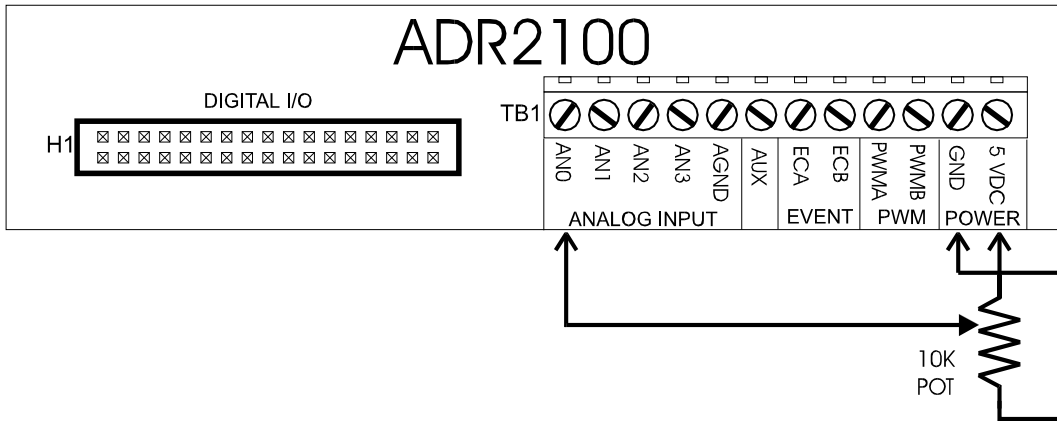 ADR2100
DIGITAL I/O
H1
TB1
AN0
AN1
AN2
AN3
AGND
AUX
ECA
ECB
PWMA
PWMB
GND
5 VDC
ANALOG INPUT
EVENT
PWM
POWER
10K
POT